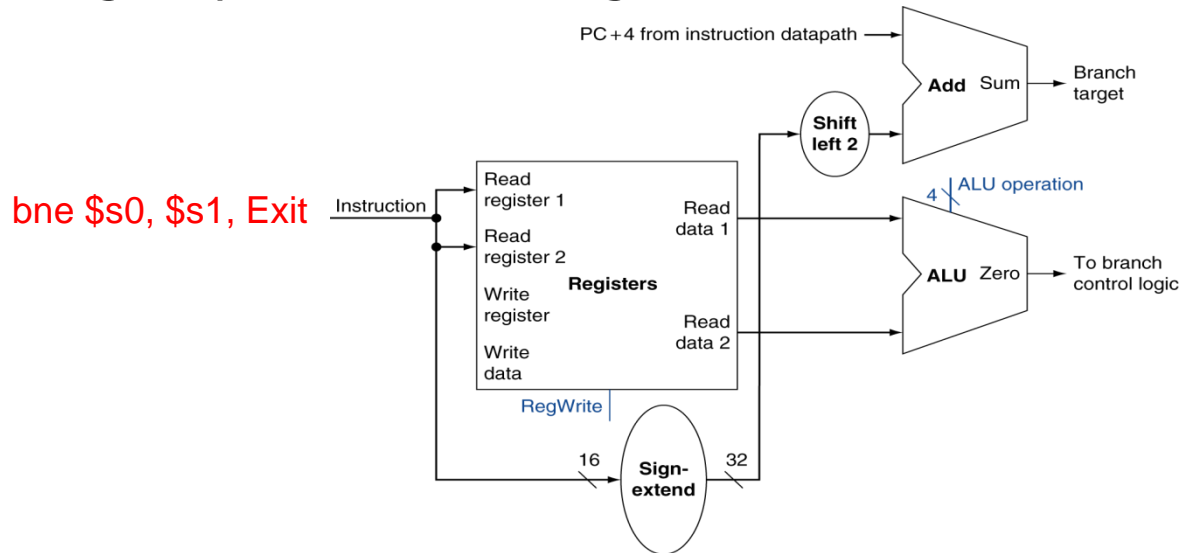 PC+4 from instruction datapath
Add Sum
Branch
target
Shift
left 2
bne $s0, $s1, Exit
Instruction
Read
register 1
Read
register 2
Write
register
Write
data
Registers
Read
data 1
Read
data 2
RegWrite
4
ALU operation
ALU Zero
To branch
control logic
16
Sign-
extend
32